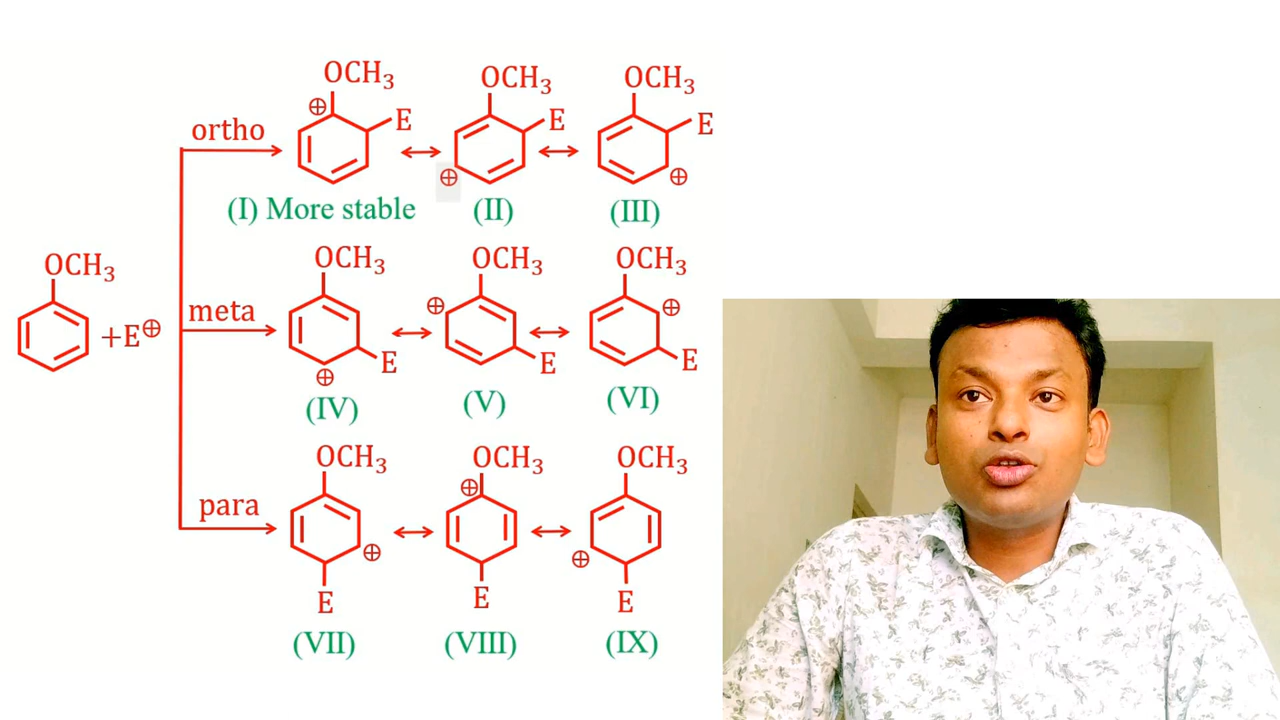 OCH₃ OCH₃ OCH₃
⊕ E E E
ortho
⊕ ⊕
(I) More stable (II) (III)
OCH₃ OCH₃ OCH₃
OCH₃
⊕ ⊕
meta
+E⊕
E E E
⊕
(IV) (V) (VI)
OCH₃ OCH₃ OCH₃
⊕
para
⊕ ⊕
E E E
(VII) (VIII) (IX)